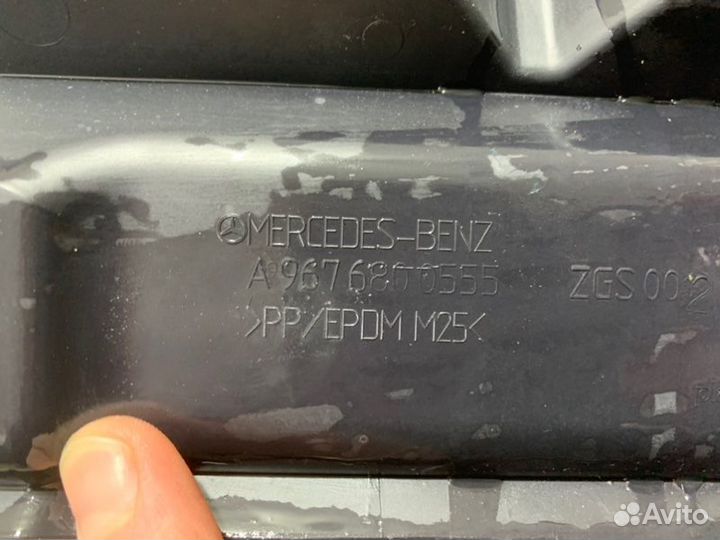 MERCEDES-BENZ
A 967 680 0555 ZGS 002
>PP/EPDM M25<
Avito